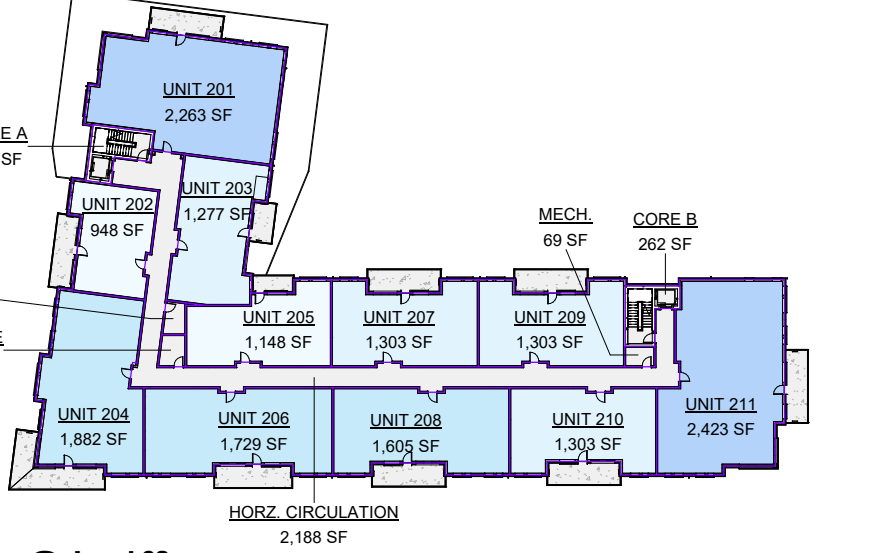 UNIT 201
2,263 SF
E A
SF
UNIT 203
1,277 SF
UNIT 202
948 SF
MECH.
69 SF
CORE B
262 SF
UNIT 205
1,148 SF
UNIT 207
1,303 SF
UNIT 209
1,303 SF
E
UNIT 204
1,882 SF
UNIT 206
1,729 SF
UNIT 208
1,605 SF
UNIT 210
1,303 SF
UNIT 211
2,423 SF
HORZ. CIRCULATION
2,188 SF